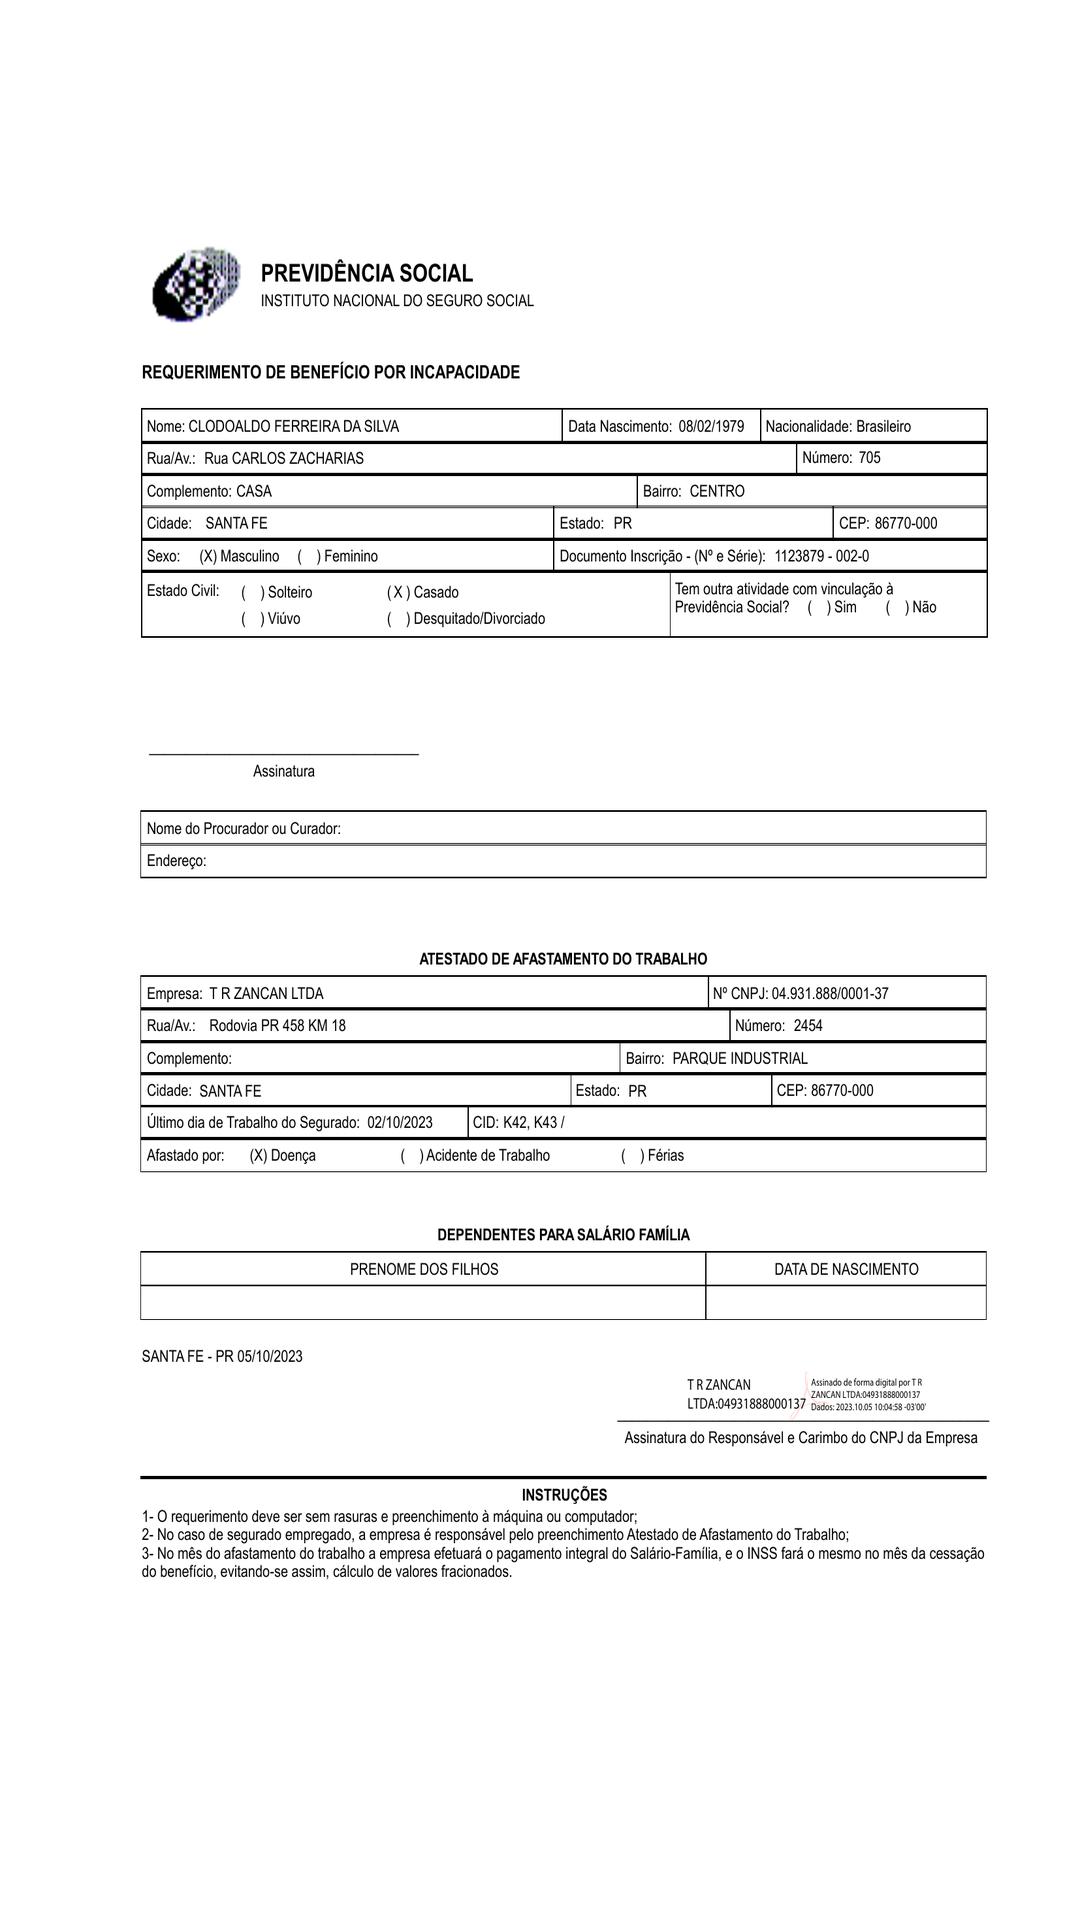 PREVIDÊNCIA SOCIAL
INSTITUTO NACIONAL DO SEGURO SOCIAL
REQUERIMENTO DE BENEFÍCIO POR INCAPACIDADE
Nome: CLODOALDO FERREIRA DA SILVA Data Nascimento: 08/02/1979 Nacionalidade: Brasileiro
Rua/Av.: Rua CARLOS ZACHARIAS Número: 705
Complemento: CASA Bairro: CENTRO
Cidade: SANTA FE Estado: PR CEP: 86770-000
Sexo: (X) Masculino ( ) Feminino Documento Inscrição - (Nº e Série): 1123879 - 002-0
Estado Civil: ( ) Solteiro ( X ) Casado Tem outra atividade com vinculação à
Previdência Social? ( ) Sim ( ) Não
( ) Viúvo ( ) Desquitado/Divorciado
Assinatura
Nome do Procurador ou Curador:
Endereço:
ATESTADO DE AFASTAMENTO DO TRABALHO
Empresa: T R ZANCAN LTDA Nº CNPJ: 04.931.888/0001-37
Rua/Av.: Rodovia PR 458 KM 18 Número: 2454
Complemento: Bairro: PARQUE INDUSTRIAL
Cidade: SANTA FE Estado: PR CEP: 86770-000
Último dia de Trabalho do Segurado: 02/10/2023 CID: K42, K43 /
Afastado por: (X) Doença ( ) Acidente de Trabalho ( ) Férias
DEPENDENTES PARA SALÁRIO FAMÍLIA
PRENOME DOS FILHOS DATA DE NASCIMENTO
SANTA FE - PR 05/10/2023
T R ZANCAN
LTDA:04931888000137
Assinado de forma digital por T R
ZANCAN LTDA:04931888000137
Dados: 2023.10.05 10:04:58 -03'00'
Assinatura do Responsável e Carimbo do CNPJ da Empresa
INSTRUÇÕES
1- O requerimento deve ser sem rasuras e preenchimento à máquina ou computador;
2- No caso de segurado empregado, a empresa é responsável pelo preenchimento Atestado de Afastamento do Trabalho;
3- No mês do afastamento do trabalho a empresa efetuará o pagamento integral do Salário-Família, e o INSS fará o mesmo no mês da cessação
do benefício, evitando-se assim, cálculo de valores fracionados.